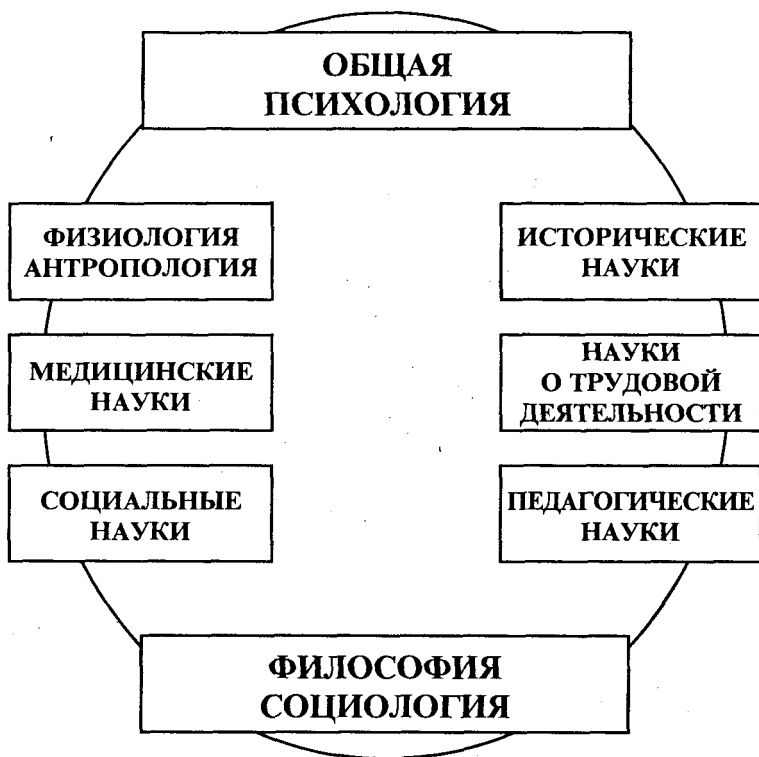 ОБЩАЯ
ПСИХОЛОГИЯ
ФИЗИОЛОГИЯ
АНТРОПОЛОГИЯ
ИСТОРИЧЕСКИЕ
НАУКИ
МЕДИЦИНСКИЕ
НАУКИ
НАУКИ
О ТРУДОВОЙ
ДЕЯТЕЛЬНОСТИ
СОЦИАЛЬНЫЕ
НАУКИ
ПЕДАГОГИЧЕСКИЕ
НАУКИ
ФИЛОСОФИЯ
СОЦИОЛОГИЯ